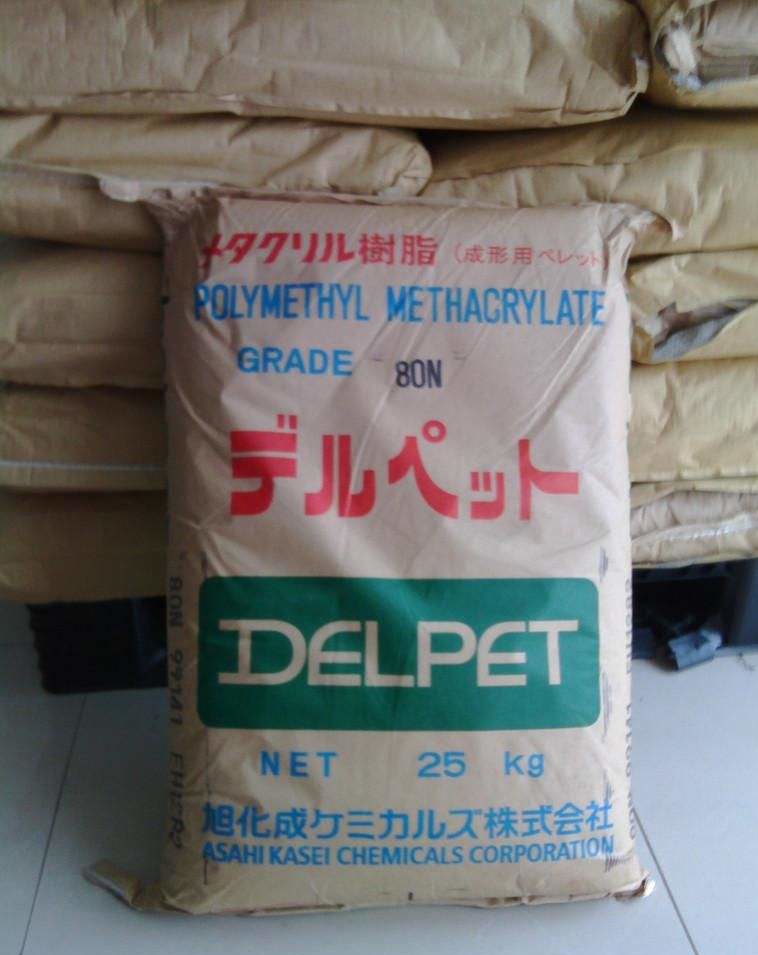 メタクリル樹脂（成形用ペレット
POLYMETHYL METHACRYLATE
GRADE 80N
デルペット
DELPET
NET 25 kg
旭化成ケミカルズ株式会社
ASAHI KASEI CHEMICALS CORPORATION
80N